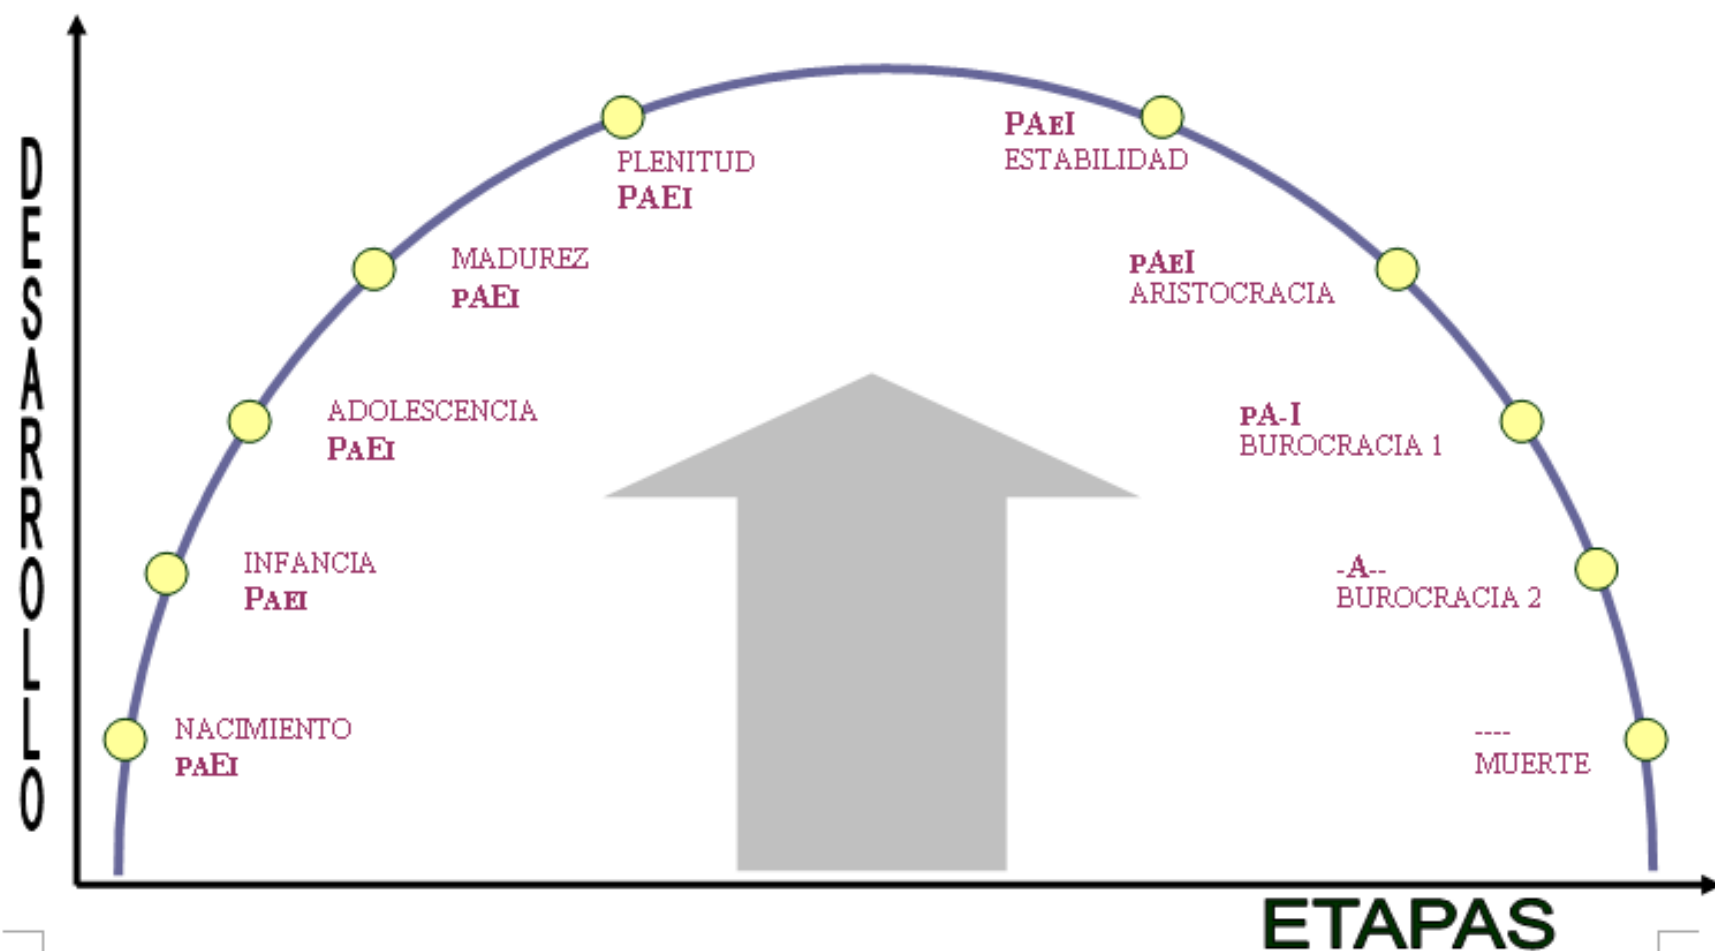 DESARROLLO
PLENITUD
PAEI
PAEI
ESTABILIDAD
MADUREZ
PAEI
PAEI
ARISTOCRACIA
ADOLESCENCIA
PAEI
PA-I
BUROCRACIA 1
INFANCIA
PAEI
-A--
BUROCRACIA 2
NACIMIENTO
PAEI
----
MUERTE
ETAPAS